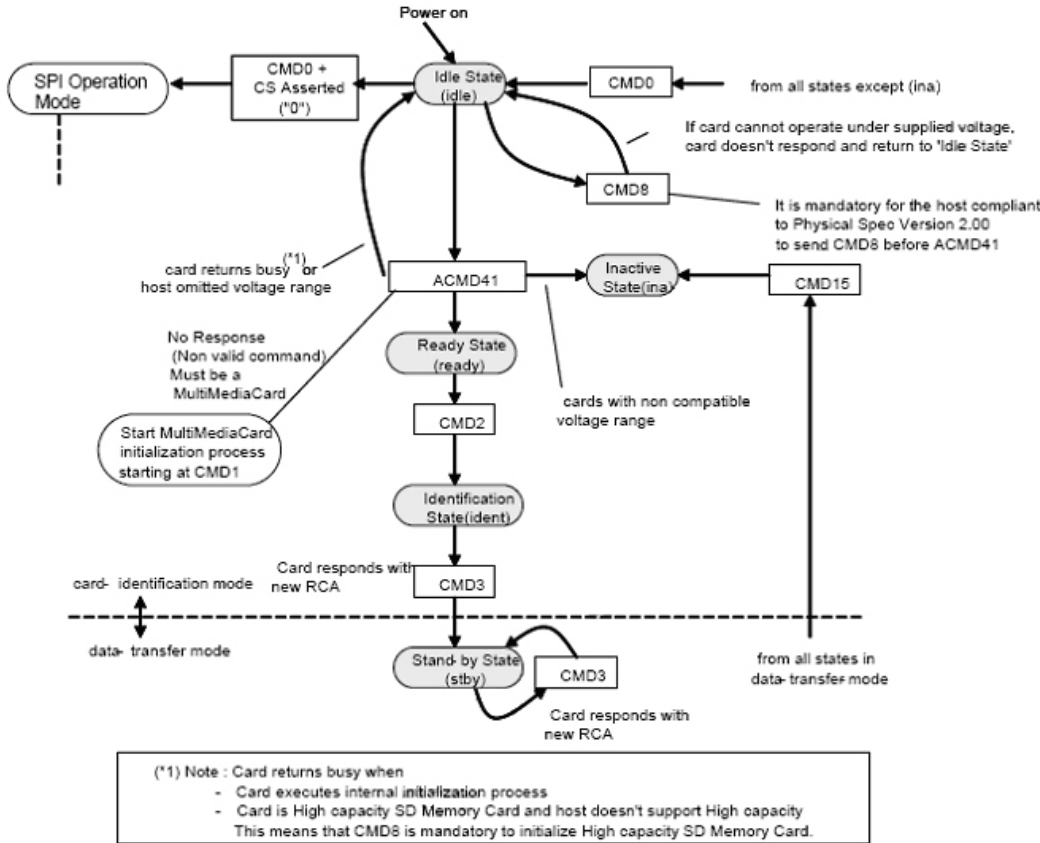 Power on
SPI Operation
Mode
CMD0 +
CS Asserted
("0")
Idle State
(idle)
CMD0
from all states except (ina)
If card cannot operate under supplied voltage,
card doesn't respond and return to 'Idle State'
CMD8
It is mandatory for the host compliant
to Physical Spec Version 2.00
to send CMD8 before ACMD41
(*1)
card returns busy or
host omitted voltage range
ACMD41
Inactive
State(ina)
CMD15
No Response
(Non valid command)
Must be a
MultiMediaCard
Ready State
(ready)
cards with non compatible
voltage range
CMD2
Start MultiMediaCard
initialization process
starting at CMD1
Identification
State(ident)
Card responds with
new RCA
CMD3
card- identification mode
data- transfer mode
Stand- by State
(stby)
CMD3
from all states in
data- transfer mode
Card responds with
new RCA
(*1) Note : Card returns busy when
- Card executes internal initialization process
- Card is High capacity SD Memory Card and host doesn't support High capacity
This means that CMD8 is mandatory to initialize High capacity SD Memory Card.